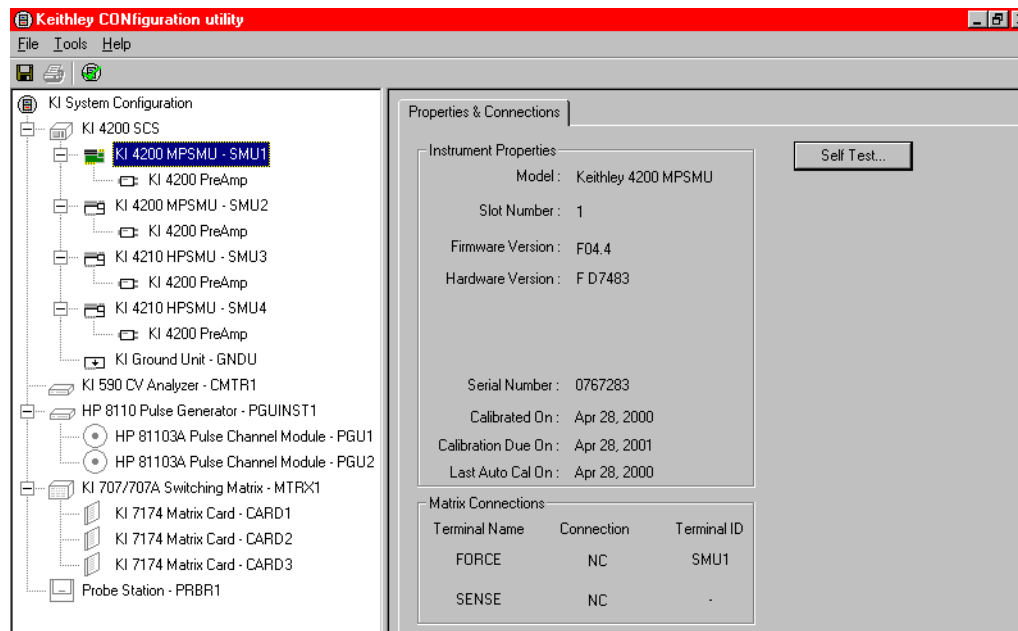 Keithley CONfiguration utility
File Tools Help
KI System Configuration
KI 4200 SCS
KI 4200 MPSMU - SMU1
KI 4200 PreAmp
KI 4200 MPSMU - SMU2
KI 4200 PreAmp
KI 4210 HPSMU - SMU3
KI 4200 PreAmp
KI 4210 HPSMU - SMU4
KI 4200 PreAmp
KI Ground Unit - GNDU
KI 590 CV Analyzer - CMTR1
HP 8110 Pulse Generator - PGUINST1
HP 81103A Pulse Channel Module - PGU1
HP 81103A Pulse Channel Module - PGU2
KI 707/707A Switching Matrix - MTRX1
KI 7174 Matrix Card - CARD1
KI 7174 Matrix Card - CARD2
KI 7174 Matrix Card - CARD3
Probe Station - PRBR1
Properties & Connections
Instrument Properties
Model : Keithley 4200 MPSMU
Slot Number : 1
Firmware Version : F04.4
Hardware Version : F D7483
Serial Number : 0767283
Calibrated On : Apr 28, 2000
Calibration Due On : Apr 28, 2001
Last Auto Cal On : Apr 28, 2000
Self Test...
Matrix Connections
Terminal Name Connection Terminal ID
FORCE NC SMU1
SENSE NC -